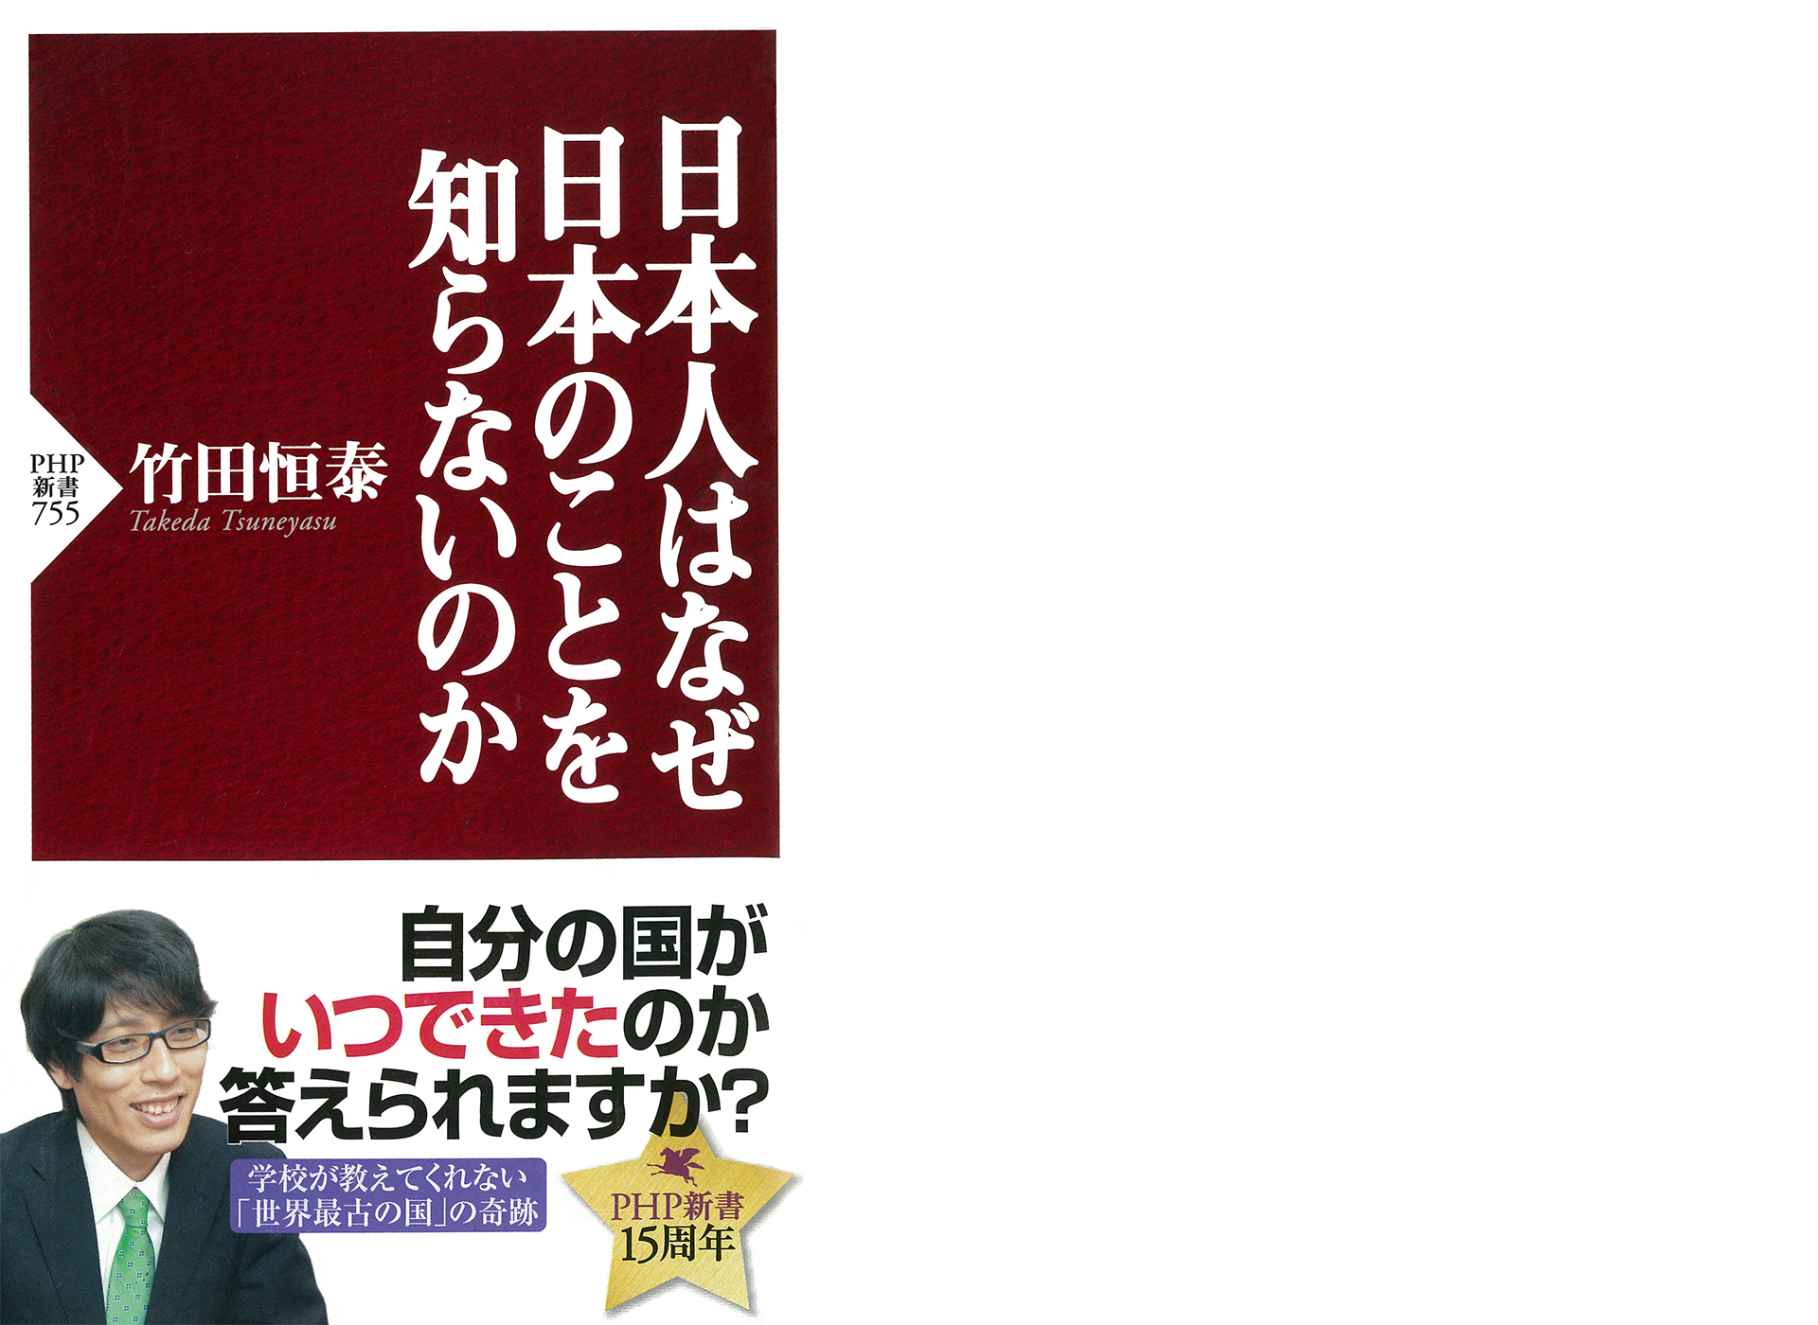 日本人はなぜ
日本のことを
知らないのか
竹田恒泰
Takeda Tsuneyasu
PHP
新書
755
自分の国が
いつできたのか
答えられますか?
学校が教えてくれない
「世界最古の国」の奇跡
PHP新書
15周年